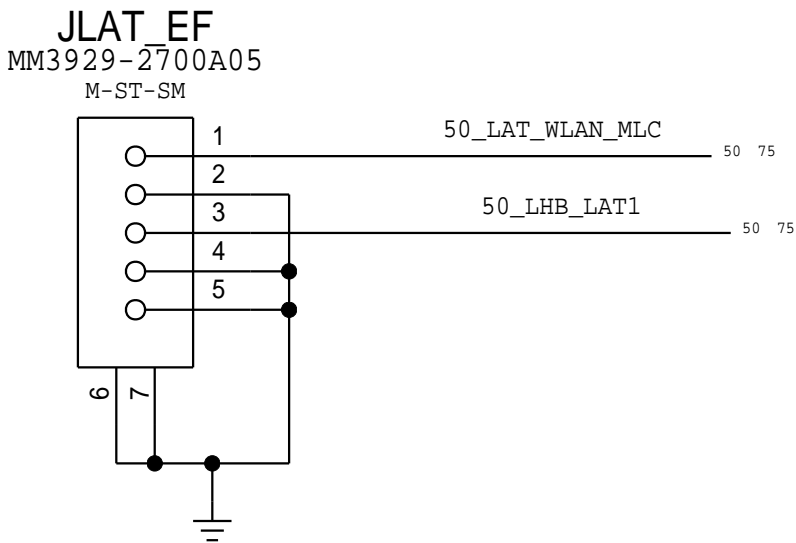 JLAT_EF
MM3929-2700A05
M-ST-SM
1 50_LAT_WLAN_MLC 50 75
2
3 50_LHB_LAT1 50 75
4
5
6 7